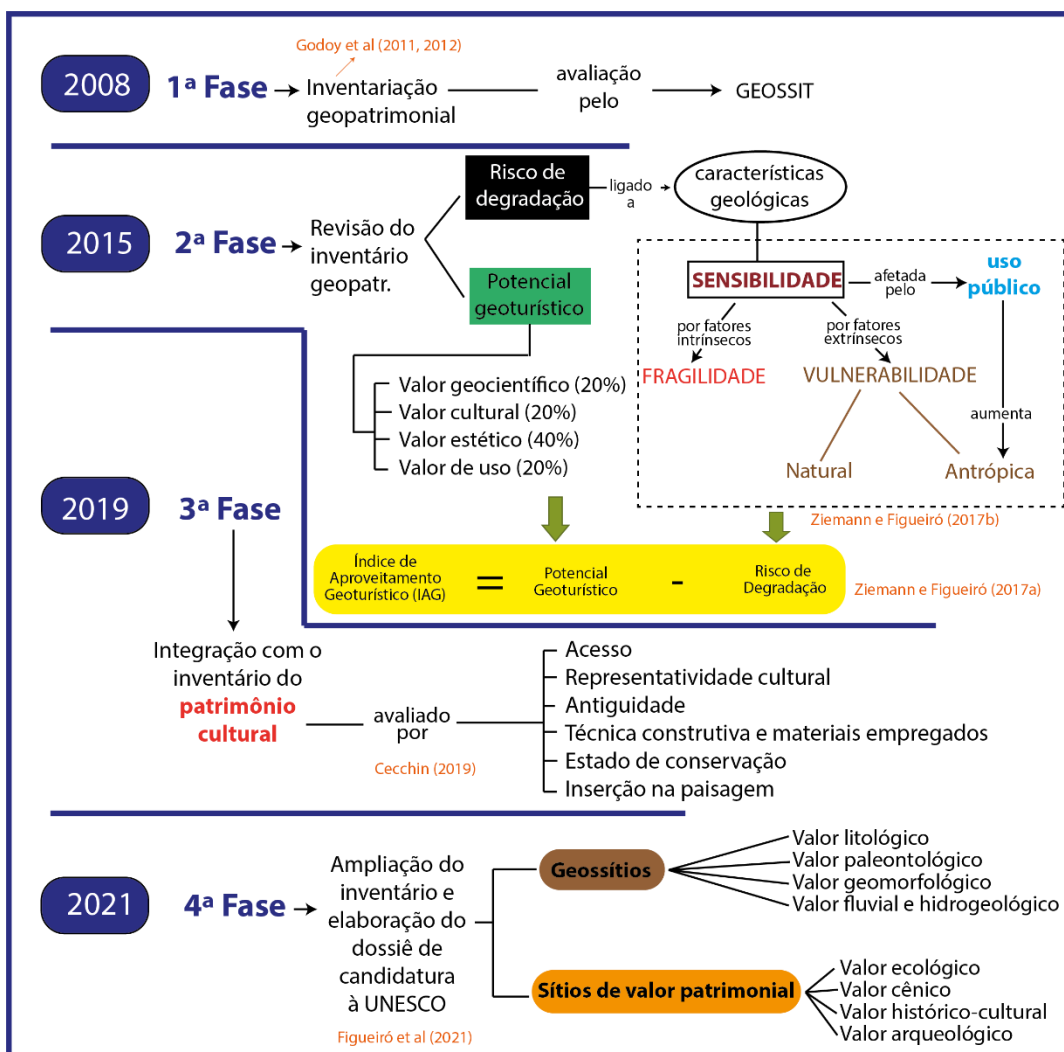 Godoy et al (2011, 2012)
2008
1ª Fase
Inventariação
geopatrimonial
avaliação
pelo
GEOSSIT
2015
2ª Fase
Revisão do
inventário
geopatr.
Risco de
degradação
ligado
a
características
geológicas
Potencial
geoturístico
SENSIBILIDADE
afetada
pelo
uso
público
por fatores
intrínsecos
por fatores
extrínsecos
FRAGILIDADE
VULNERABILIDADE
aumenta
Natural
Antrópica
Ziemann e Figueiró (2017b)
Valor geocientífico (20%)
Valor cultural (20%)
Valor estético (40%)
Valor de uso (20%)
Índice de
Aproveitamento
Geoturístico (IAG)
=
Potencial
Geoturístico
-
Risco de
Degradação
Ziemann e Figueiró (2017a)
2019
3ª Fase
Integração com o
inventário do
patrimônio
cultural
avaliado
por
Cecchin (2019)
Acesso
Representatividade cultural
Antiguidade
Técnica construtiva e materiais empregados
Estado de conservação
Inserção na paisagem
2021
4ª Fase
Ampliação do
inventário e
elaboração do
dossiê de
candidatura
à UNESCO
Figueiró et al (2021)
Geossítios
Valor litológico
Valor paleontológico
Valor geomorfológico
Valor fluvial e hidrogeológico
Sítios de valor patrimonial
Valor ecológico
Valor cênico
Valor histórico-cultural
Valor arqueológico